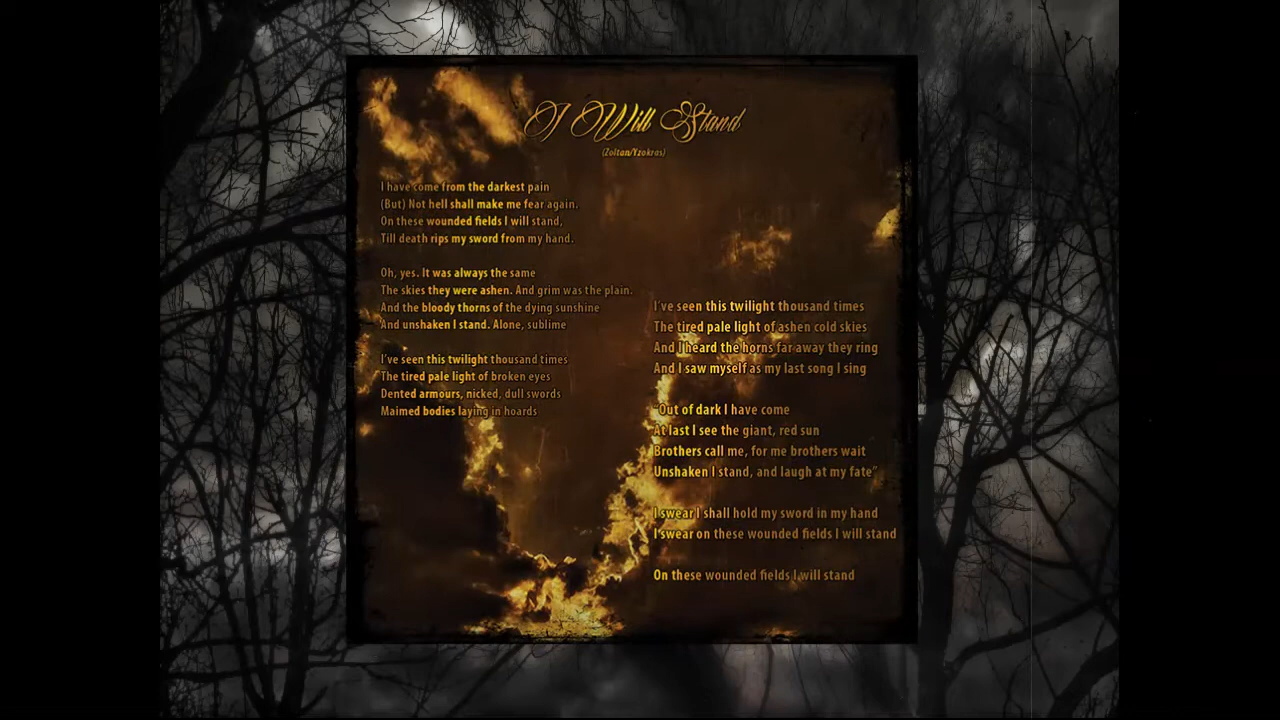 I Will Stand
(Zoltan/Yzokras)
I have come from the darkest pain
(But) Not hell shall make me fear again.
On these wounded fields I will stand,
Till death rips my sword from my hand.
Oh, yes. It was always the same
The skies they were ashen. And grim was the plain.
And the bloody thorns of the dying sunshine
And unshaken I stand. Alone, sublime
I've seen this twilight thousand times
The tired pale light of broken eyes
Dented armours, nicked, dull swords
Maimed bodies laying in hoards
I've seen this twilight thousand times
The tired pale light of ashen cold skies
And I heard the horns far away they ring
And I saw myself as my last song I sing
"Out of dark I have come
At last I see the giant, red sun
Brothers call me, for me brothers wait
Unshaken I stand, and laugh at my fate"
I swear I shall hold my sword in my hand
I swear on these wounded fields I will stand
On these wounded fields I will stand